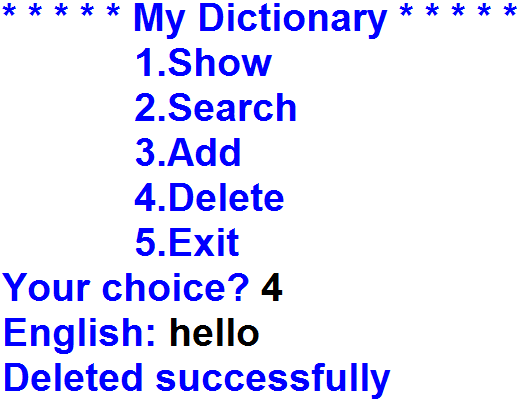 * * * * * My Dictionary * * * * *
1.Show
2.Search
3.Add
4.Delete
5.Exit
Your choice? 4
English: hello
Deleted successfully